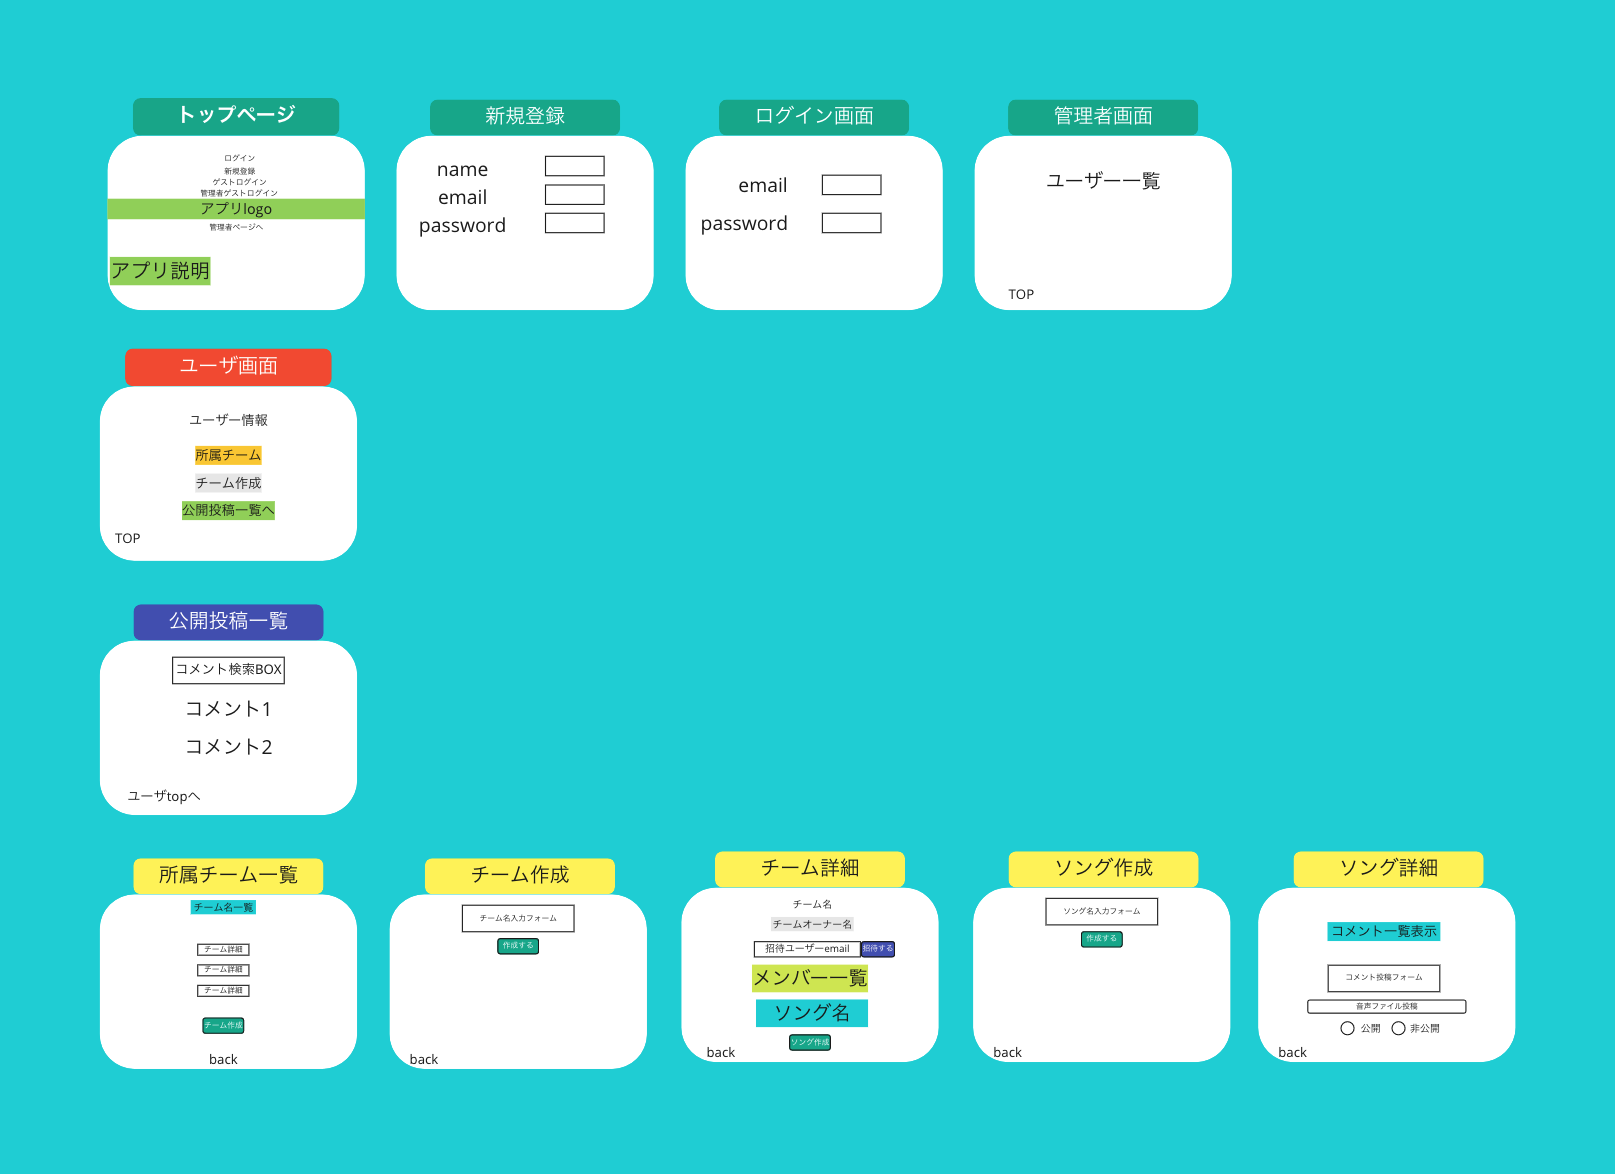 トップページ
ログイン
新規登録
ゲストログイン
管理者ゲストログイン
アプリlogo
管理者ページへ
アプリ説明
新規登録
name
email
password
ログイン画面
email
password
管理者画面
ユーザー一覧
TOP
ユーザ画面
ユーザー情報
所属チーム
チーム作成
公開投稿一覧へ
TOP
公開投稿一覧
コメント検索BOX
コメント1
コメント2
ユーザtopへ
所属チーム一覧
チーム名一覧
チーム詳細
チーム詳細
チーム詳細
チーム作成
back
チーム作成
チーム名入力フォーム
作成する
back
チーム詳細
チーム名
チームオーナー名
招待ユーザーemail
招待する
メンバー一覧
ソング名
ソング作成
back
ソング作成
ソング名入力フォーム
作成する
back
ソング詳細
コメント一覧表示
コメント投稿フォーム
音声ファイル投稿
公開 非公開
back